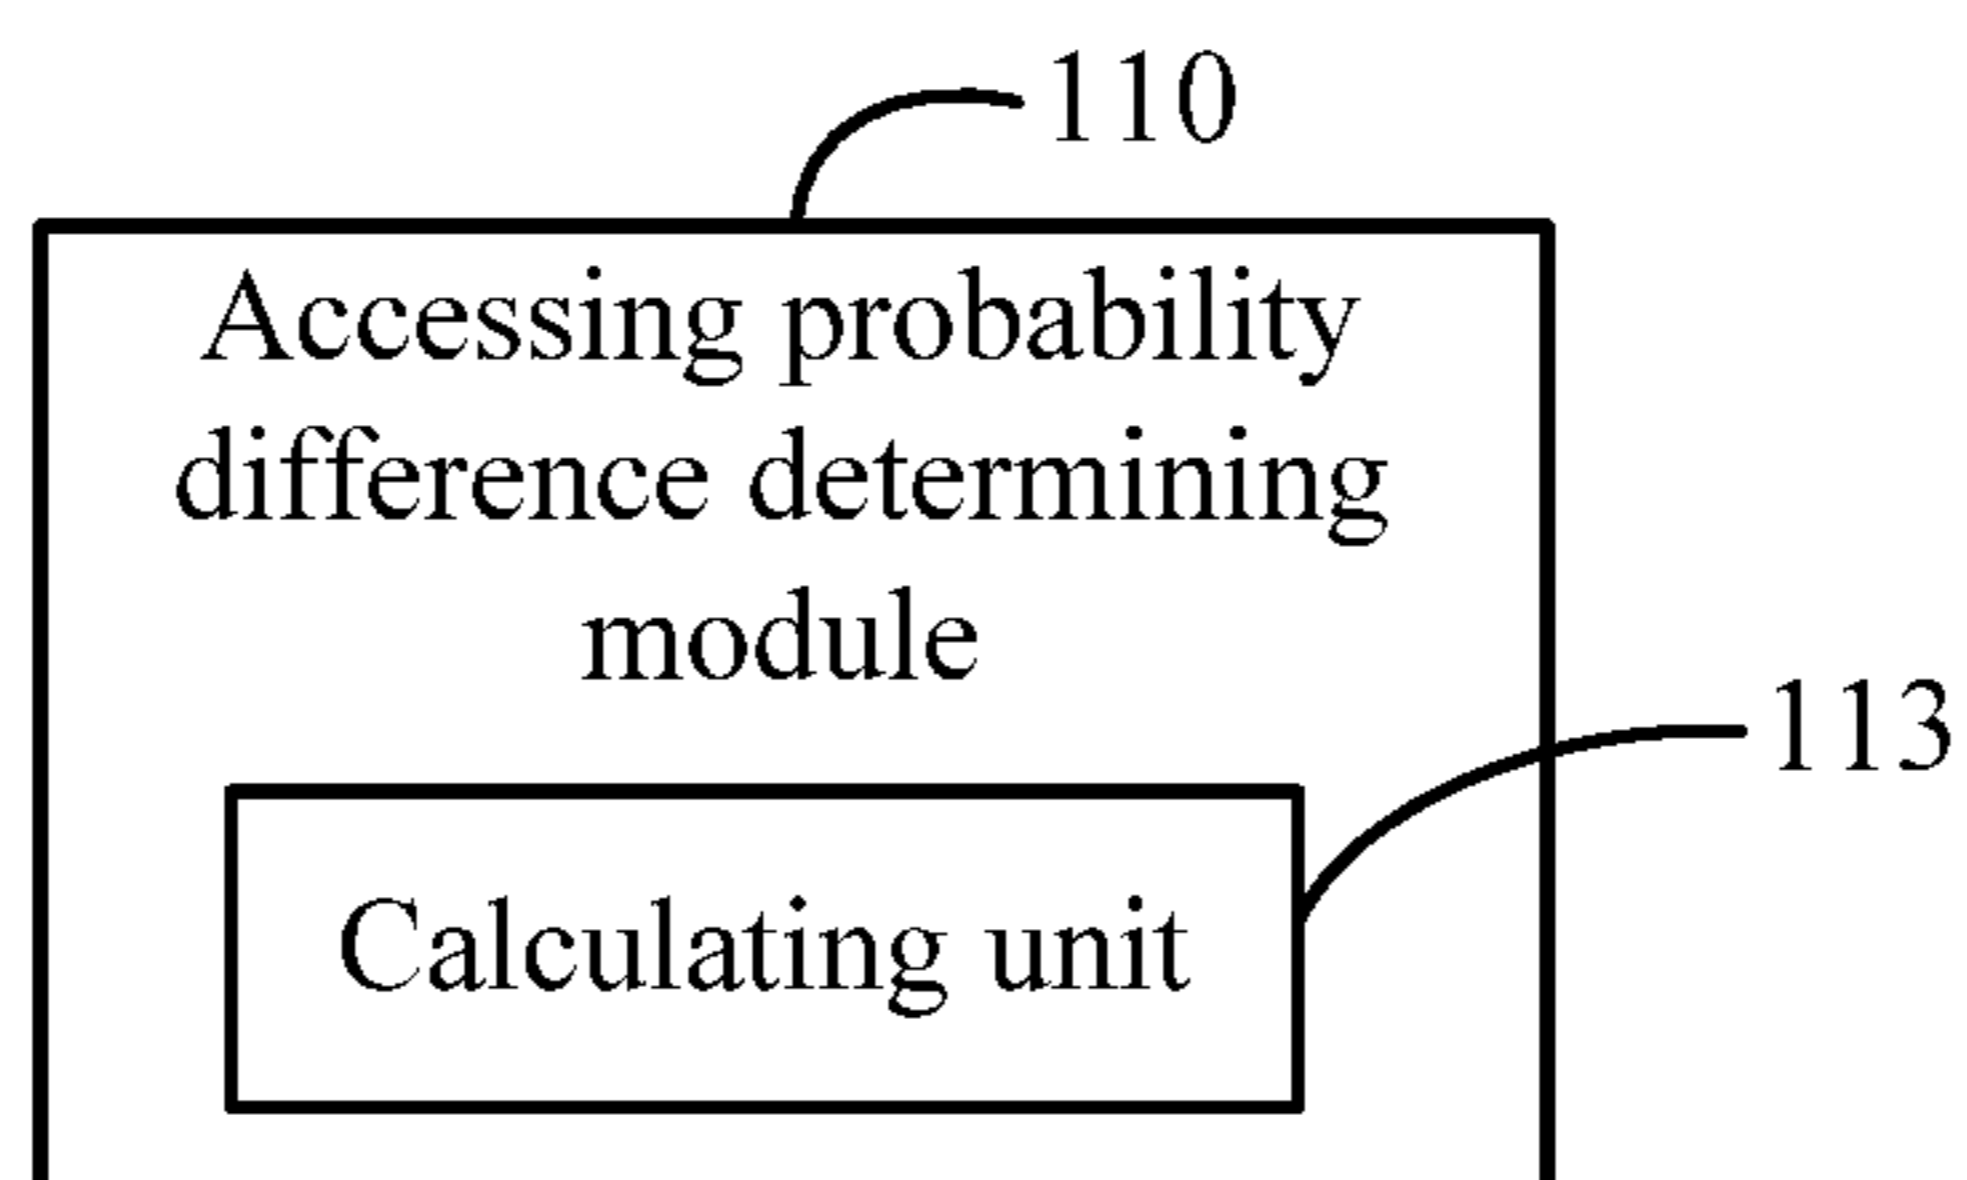 110
Accessing probability
difference determining
module
113
Calculating unit